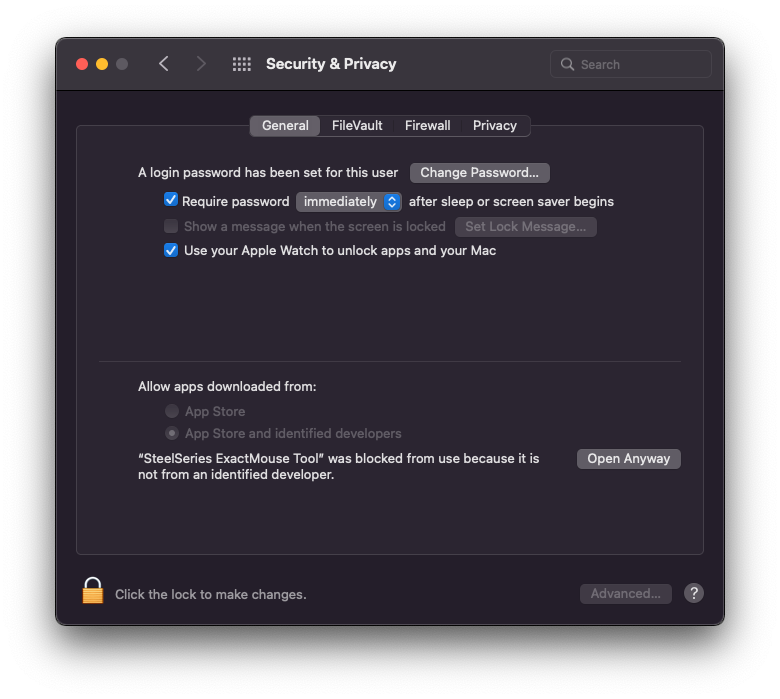 Security & Privacy
Search
General FileVault Firewall Privacy
A login password has been set for this user Change Password...
Require password immediately after sleep or screen saver begins
Show a message when the screen is locked Set Lock Message...
Use your Apple Watch to unlock apps and your Mac
Allow apps downloaded from:
App Store
App Store and identified developers
“SteelSeries ExactMouse Tool” was blocked from use because it is
not from an identified developer.
Open Anyway
Click the lock to make changes.
Advanced...
?